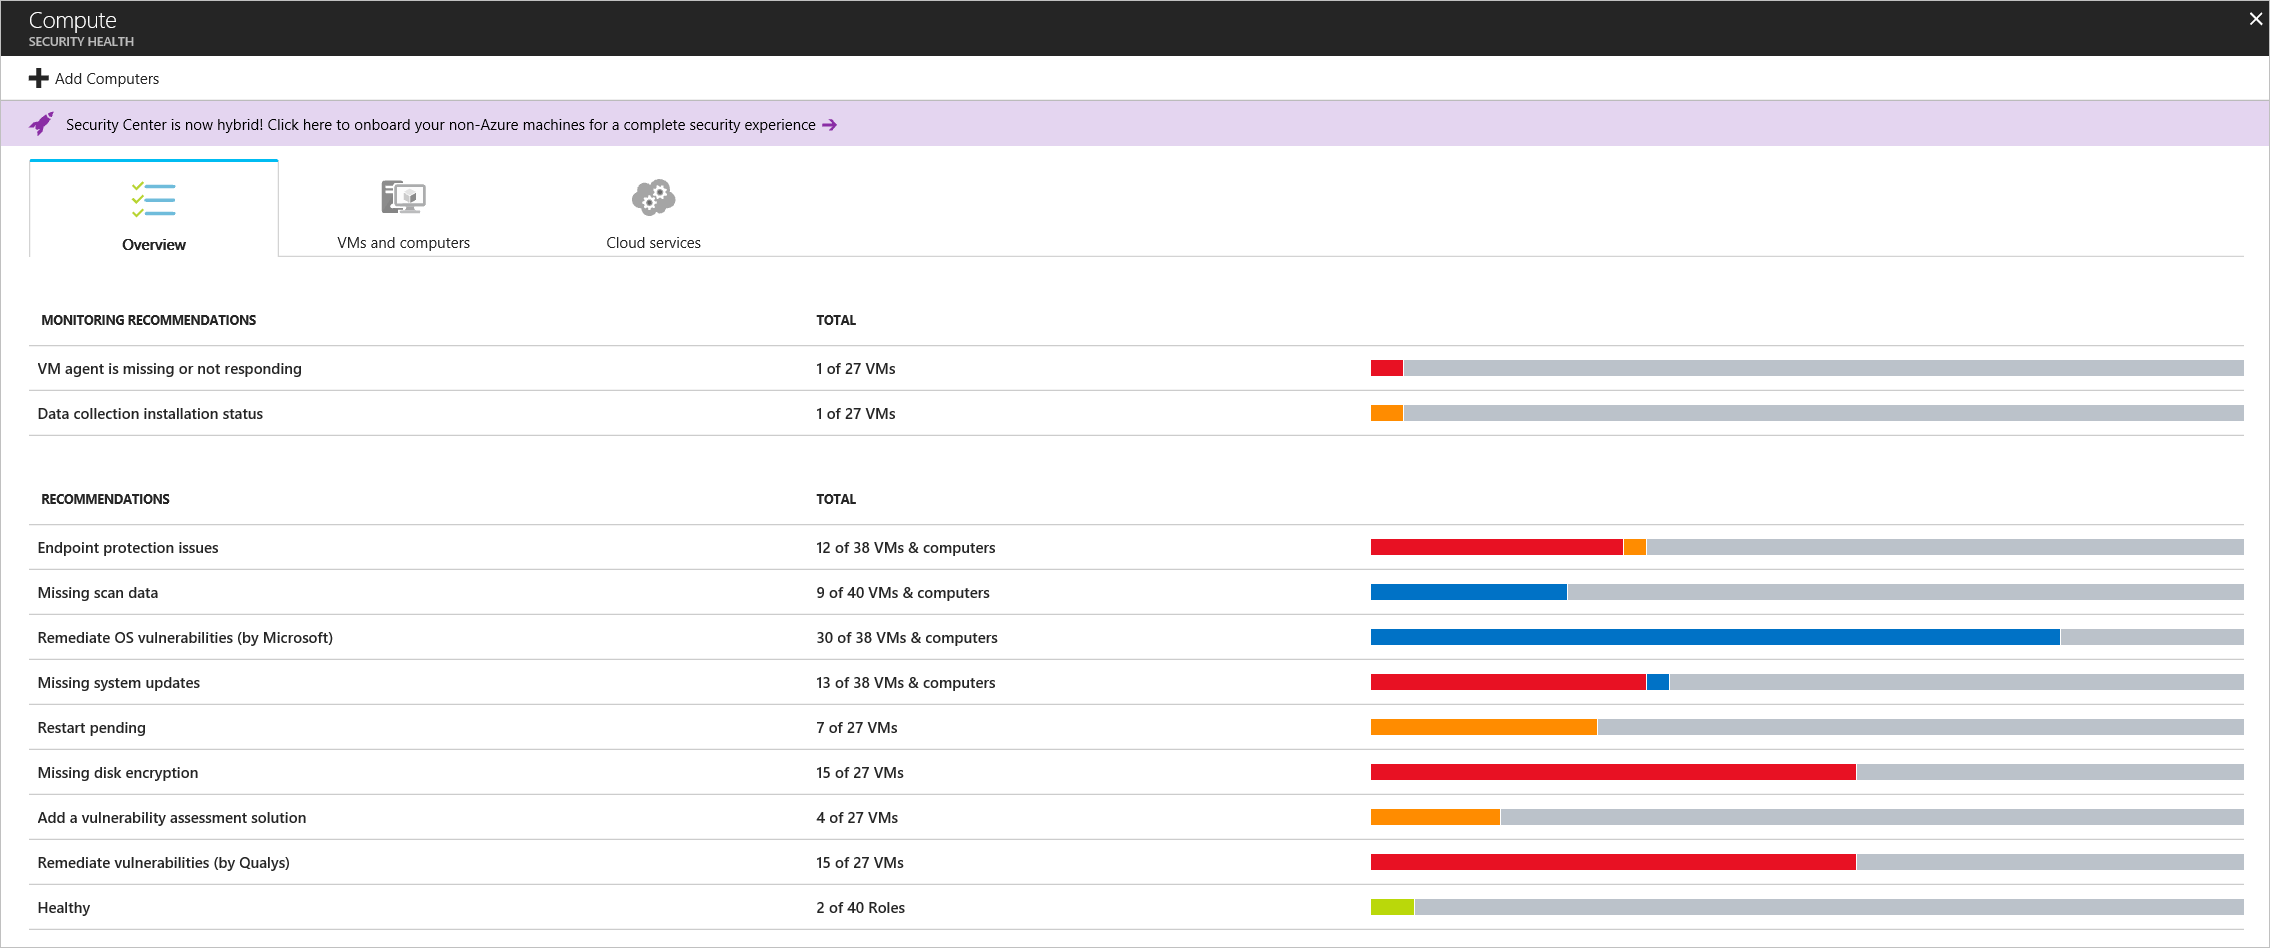 Compute
SECURITY HEALTH
Add Computers
Security Center is now hybrid! Click here to onboard your non-Azure machines for a complete security experience
Overview
VMs and computers
Cloud services
MONITORING RECOMMENDATIONS TOTAL
VM agent is missing or not responding 1 of 27 VMs
Data collection installation status 1 of 27 VMs
RECOMMENDATIONS TOTAL
Endpoint protection issues 12 of 38 VMs & computers
Missing scan data 9 of 40 VMs & computers
Remediate OS vulnerabilities (by Microsoft) 30 of 38 VMs & computers
Missing system updates 13 of 38 VMs & computers
Restart pending 7 of 27 VMs
Missing disk encryption 15 of 27 VMs
Add a vulnerability assessment solution 4 of 27 VMs
Remediate vulnerabilities (by Qualys) 15 of 27 VMs
Healthy 2 of 40 Roles